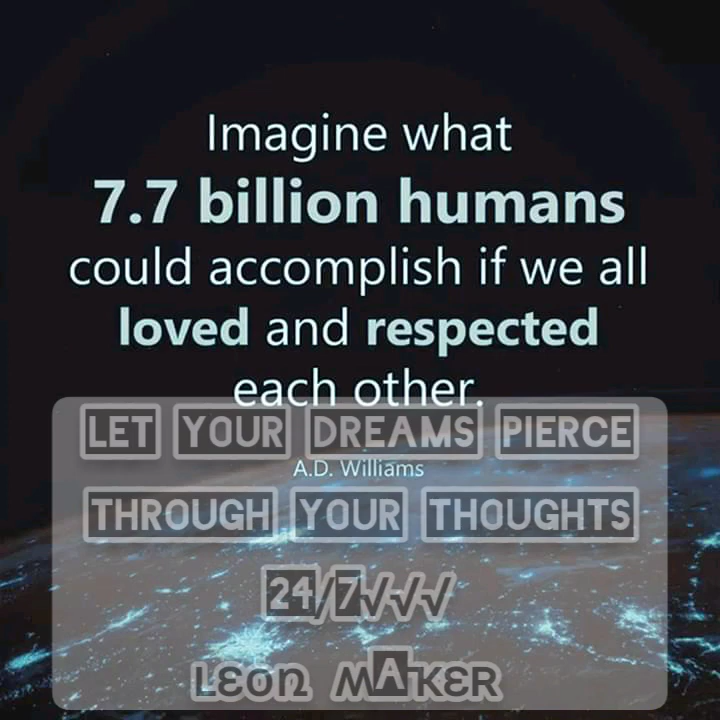 Imagine what
7.7 billion humans
could accomplish if we all
loved and respected
each other.
LET YOUR DREAMS PIERCE
A.D. Williams
THROUGH YOUR THOUGHTS
24/7√√√
LEON MAKER